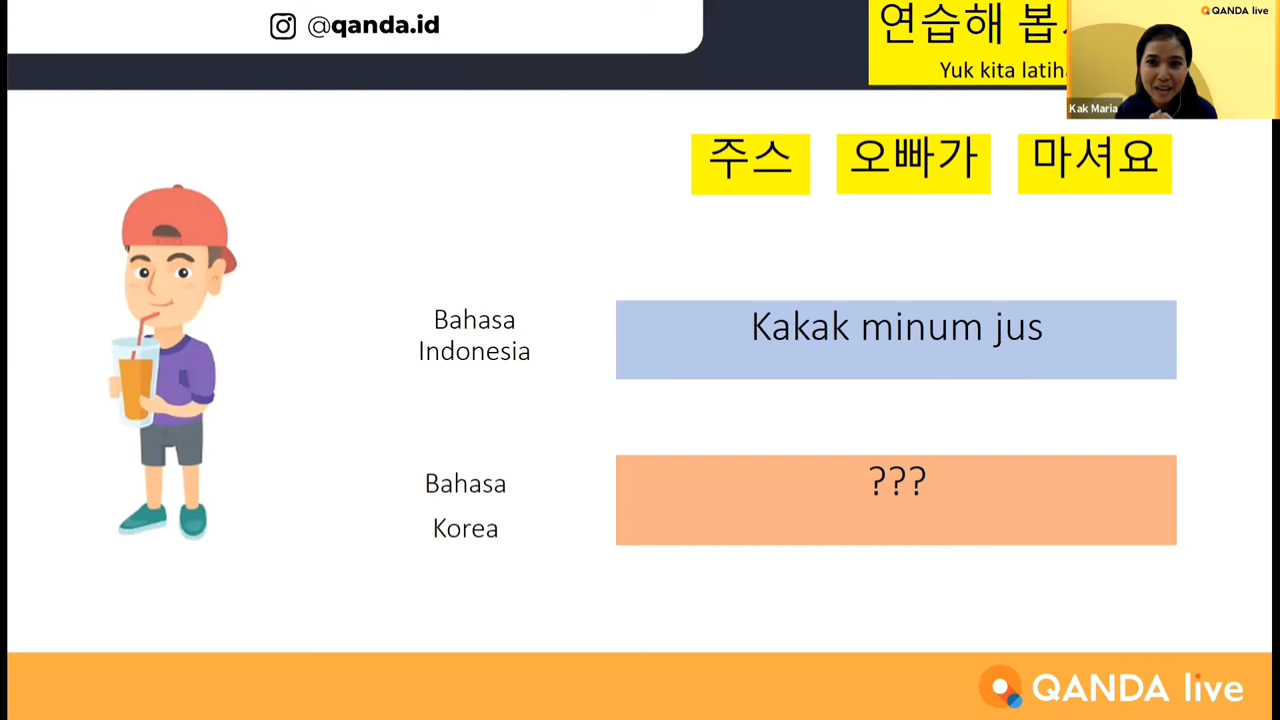 @qanda.id
연습해 봅
Yuk kita latih
QANDA live
Kak Maria
주스 오빠가 마셔요
Bahasa
Indonesia
Kakak minum jus
Bahasa
Korea
???
QANDA live